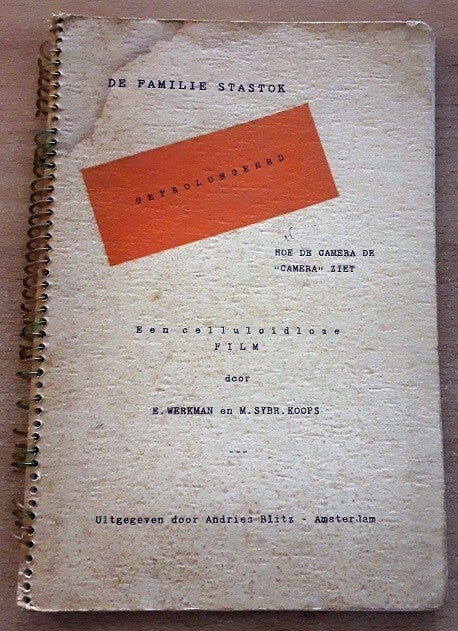 DE FAMILIE STASTOK
GEPROLONGEERD
HOE DE CAMERA DE
"CAMERA" ZIET
Een celluloidloze
FILM
door
E. WERKMAN en M. SYBR. KOOPS
---
Uitgegeven door Andries Blitz - Amsterdam